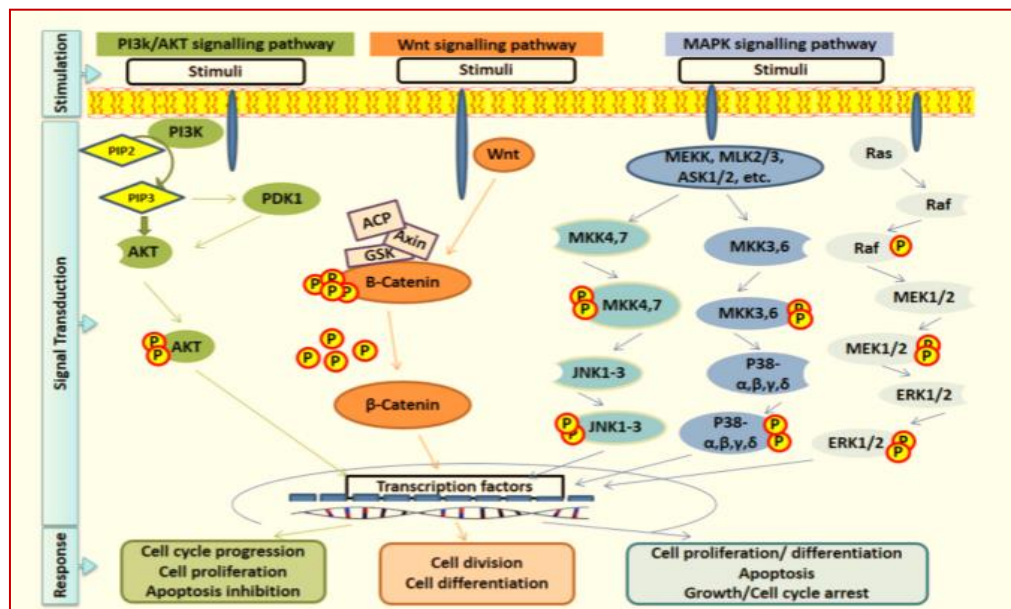 PI3k/AKT signalling pathway
Wnt signalling pathway
MAPK signalling pathway
Stimulation
Stimuli
Stimuli
Stimuli
Signal Transduction
PI3K
PIP2
PIP3
PDK1
AKT
P
P
AKT
Wnt
ACP
Axin
GSK
P
P
P
P
B-Catenin
P
P
P
P
β-Catenin
MEKK, MLK2/3,
ASK1/2, etc.
MKK4,7
P
P
MKK4,7
JNK1-3
P
P
JNK1-3
MKK3,6
MKK3,6
P
P
P38-
α,β,γ,δ
P38-
α,β,γ,δ
P
P
Ras
Raf
Raf
P
MEK1/2
MEK1/2
P
P
ERK1/2
ERK1/2
P
P
Transcription factors
Response
Cell cycle progression
Cell proliferation
Apoptosis inhibition
Cell division
Cell differentiation
Cell proliferation/ differentiation
Apoptosis
Growth/Cell cycle arrest